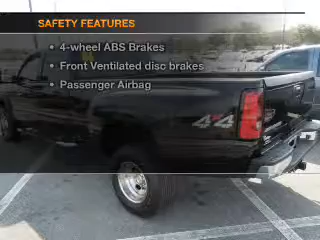 SAFETY FEATURES
• 4-wheel ABS Brakes
• Front Ventilated disc brakes
• Passenger Airbag
4x4